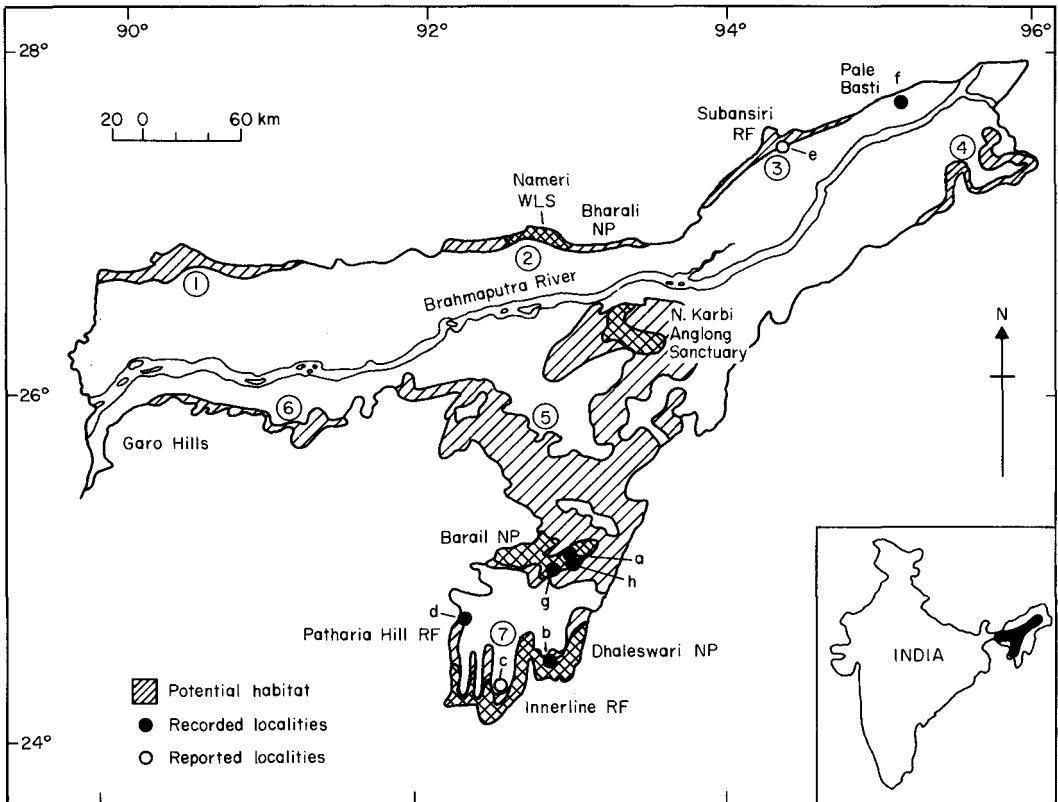 90°
92°
94°
96°
28°
20 0 60 km
Pale
Basti
f
Subansiri
RF
e
3
4
Nameri
WLS
Bharali
NP
1
2
Brahmaputra River
N. Karbi
Anglong
Sanctuary
N
26°
6
5
Garo Hills
Barail NP
a
h
g
d
Patharia Hill RF
7
b
c
Dhaleswari NP
Innerline RF
Potential habitat
Recorded localities
Reported localities
24°
INDIA